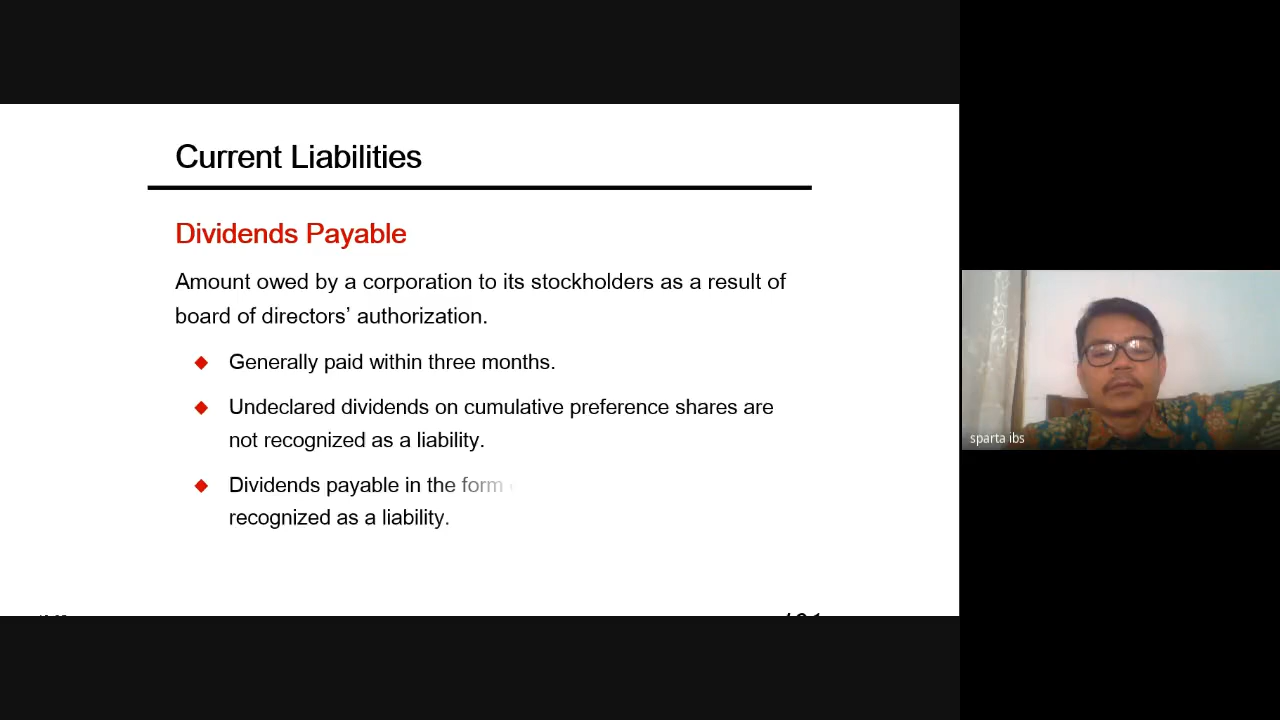 Current Liabilities
Dividends Payable
Amount owed by a corporation to its stockholders as a result of
board of directors’ authorization.
Generally paid within three months.
Undeclared dividends on cumulative preference shares are
not recognized as a liability.
Dividends payable in the form
recognized as a liability.
sparta ibs